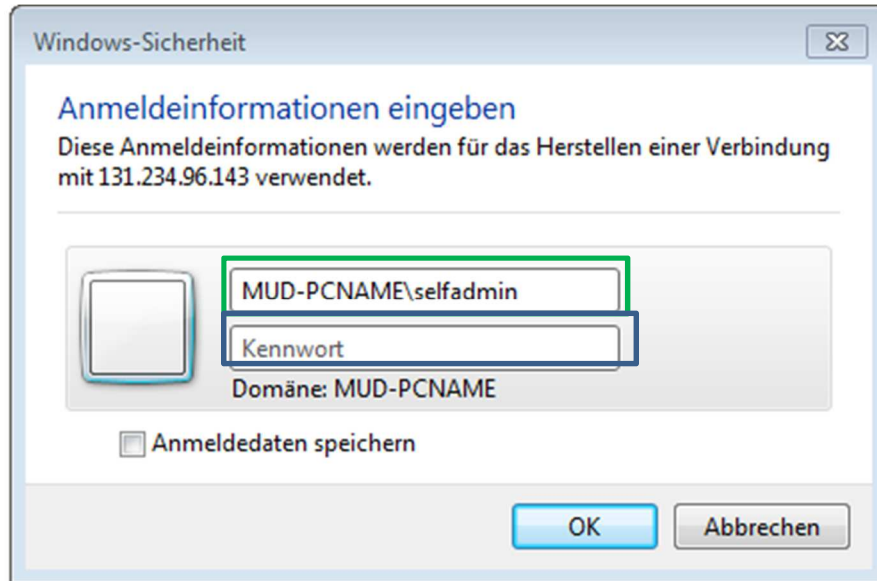 Windows-Sicherheit
Anmeldeinformationen eingeben
Diese Anmeldeinformationen werden für das Herstellen einer Verbindung
mit 131.234.96.143 verwendet.
MUD-PCNAME\selfadmin
Kennwort
Domäne: MUD-PCNAME
Anmeldedaten speichern
OK Abbrechen